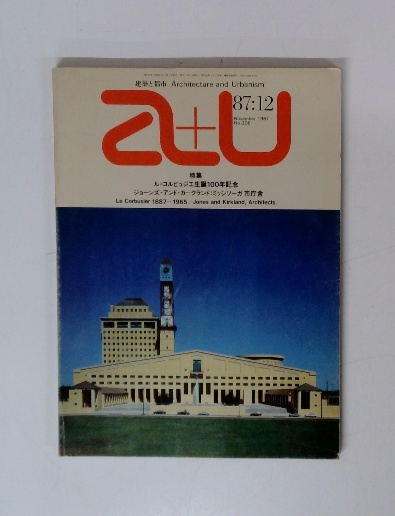 建築と都市 Architecture and Urbanism
a+U
87:12
特集
ル・コルビュジエ生誕100年記念
ジョーンズ・アンド・カークランド:ミッソーガ市庁舎
Le Corbusier 1887—1965 Jones and Kirkland, Architects